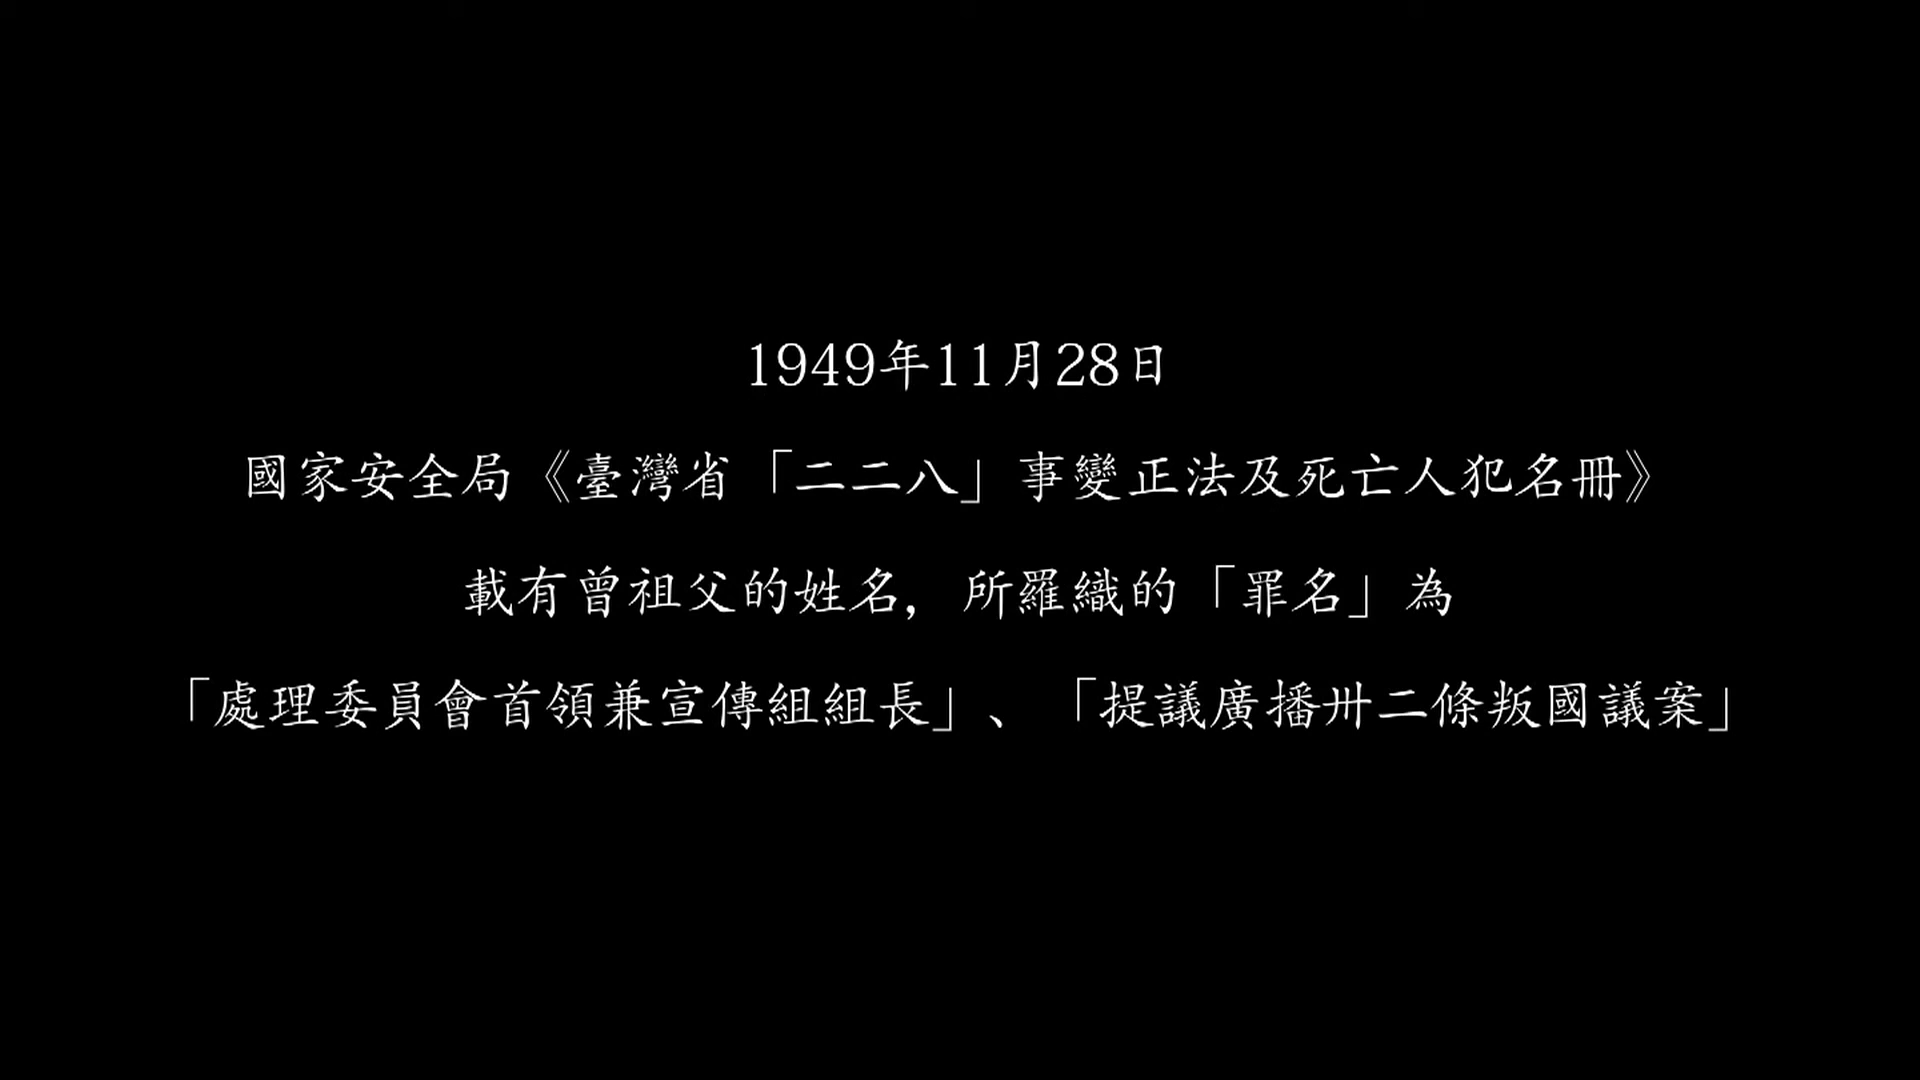 1949年11月28日
國家安全局《臺灣省「二二八」事變正法及死亡人犯名冊》
載有曾祖父的姓名，所羅織的「罪名」為
「處理委員會首領兼宣傳組組長」、「提議廣播卅二條叛國議案」